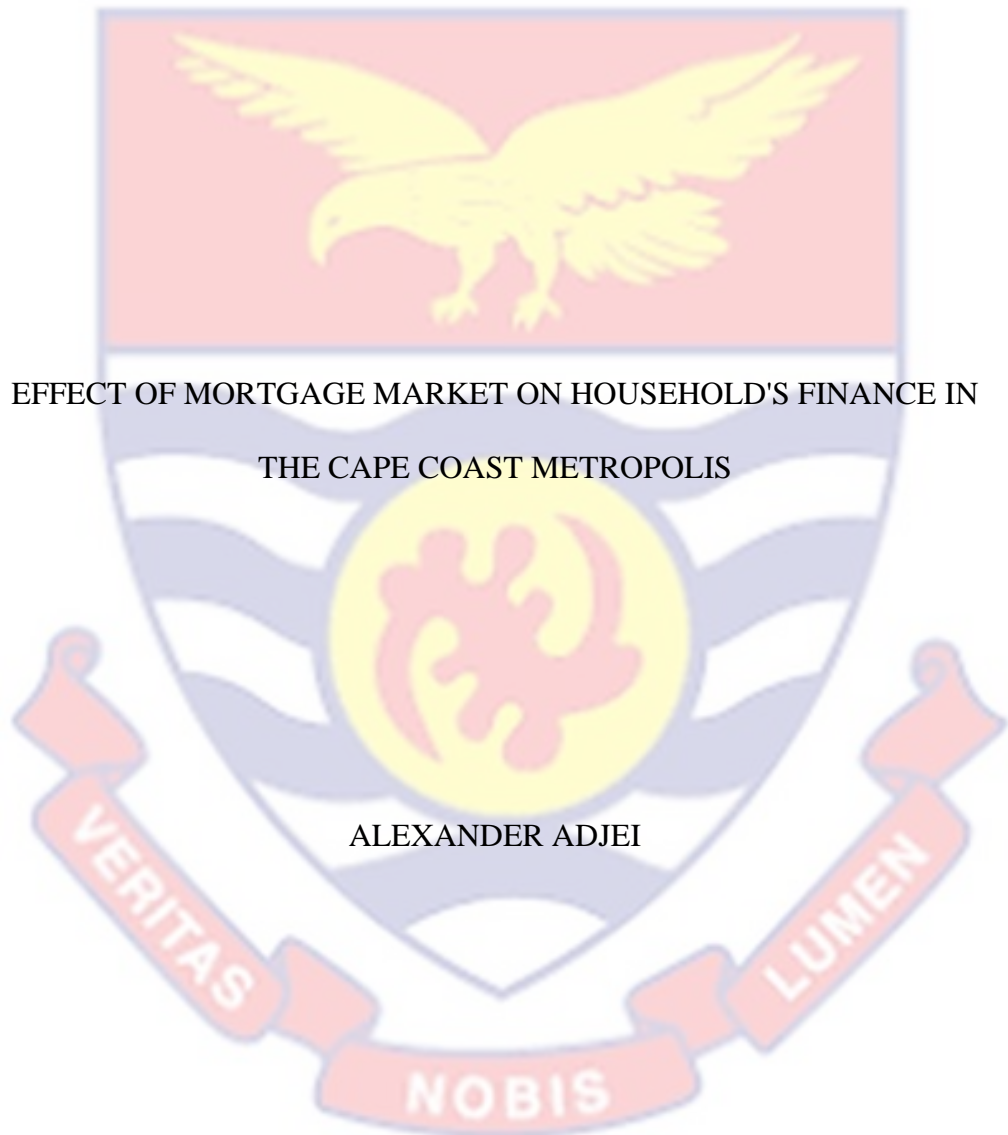 EFFECT OF MORTGAGE MARKET ON HOUSEHOLD'S FINANCE IN
THE CAPE COAST METROPOLIS
ALEXANDER ADJEI
VERITAS
NOBIS
LUMEN